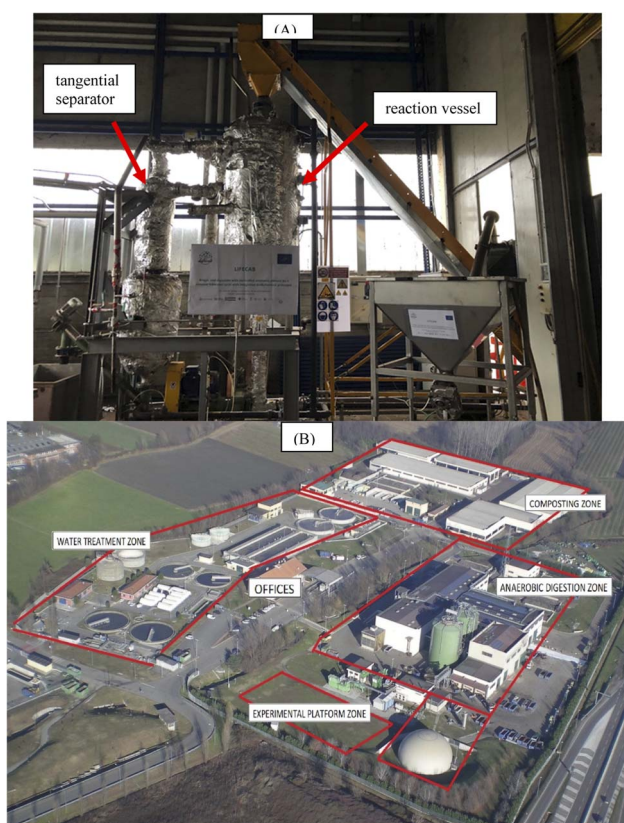 (A)
tangential
separator
reaction vessel
LIFECAB
(B)
COMPOSTING ZONE
WATER TREATMENT ZONE
ANAEROBIC DIGESTION ZONE
OFFICES
EXPERIMENTAL PLATFORM ZONE